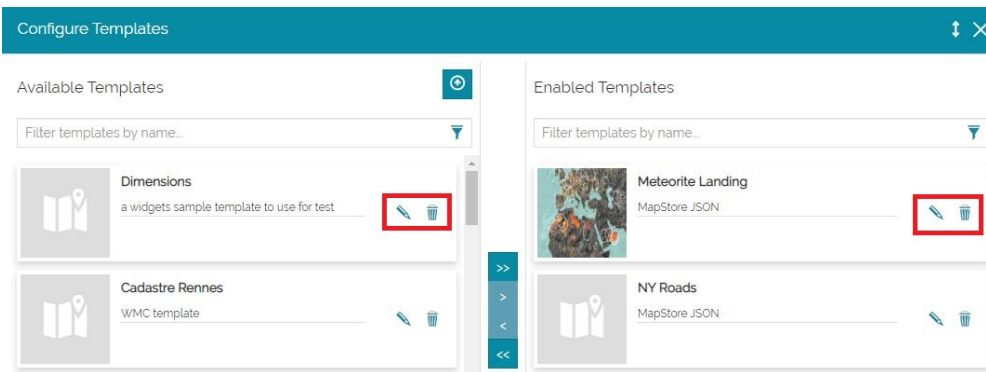 Configure Templates
Available Templates
Filter templates by name...
Dimensions
a widgets sample template to use for test
Cadastre Rennes
WMC template
>>
>
<
<<
Enabled Templates
Filter templates by name...
Meteorite Landing
MapStore JSON
NY Roads
MapStore JSON